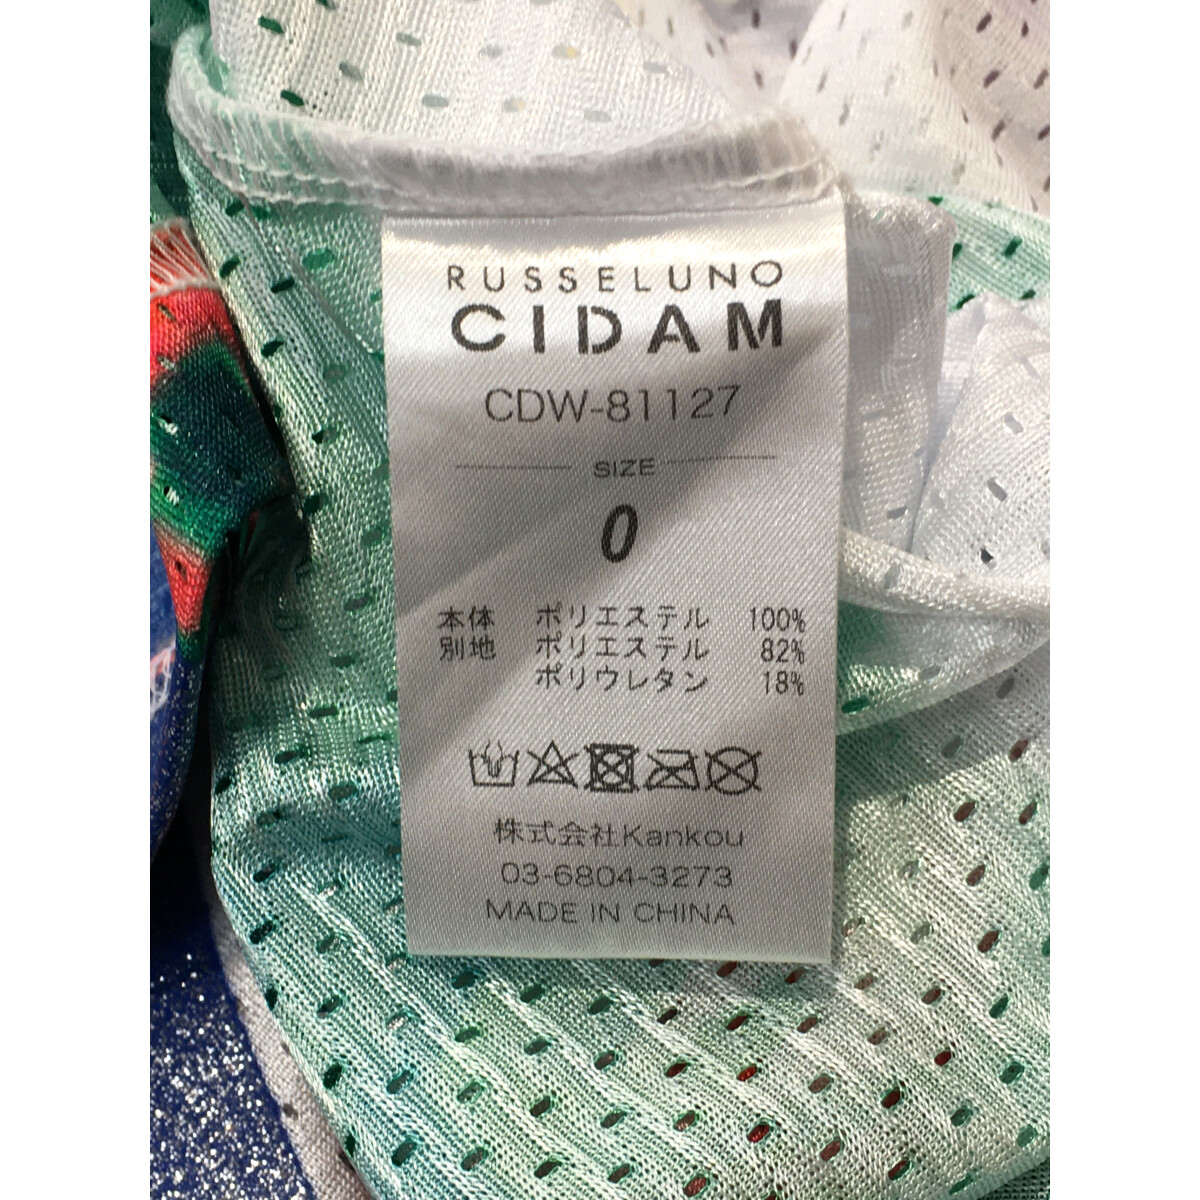 RUSSELUNO
CIDAM
CDW-81127
SIZE
0
本体 ポリエステル 100%
別地 ポリエステル 82%
ポリウレタン 18%
株式会社Kankou
03-6804-3273
MADE IN CHINA